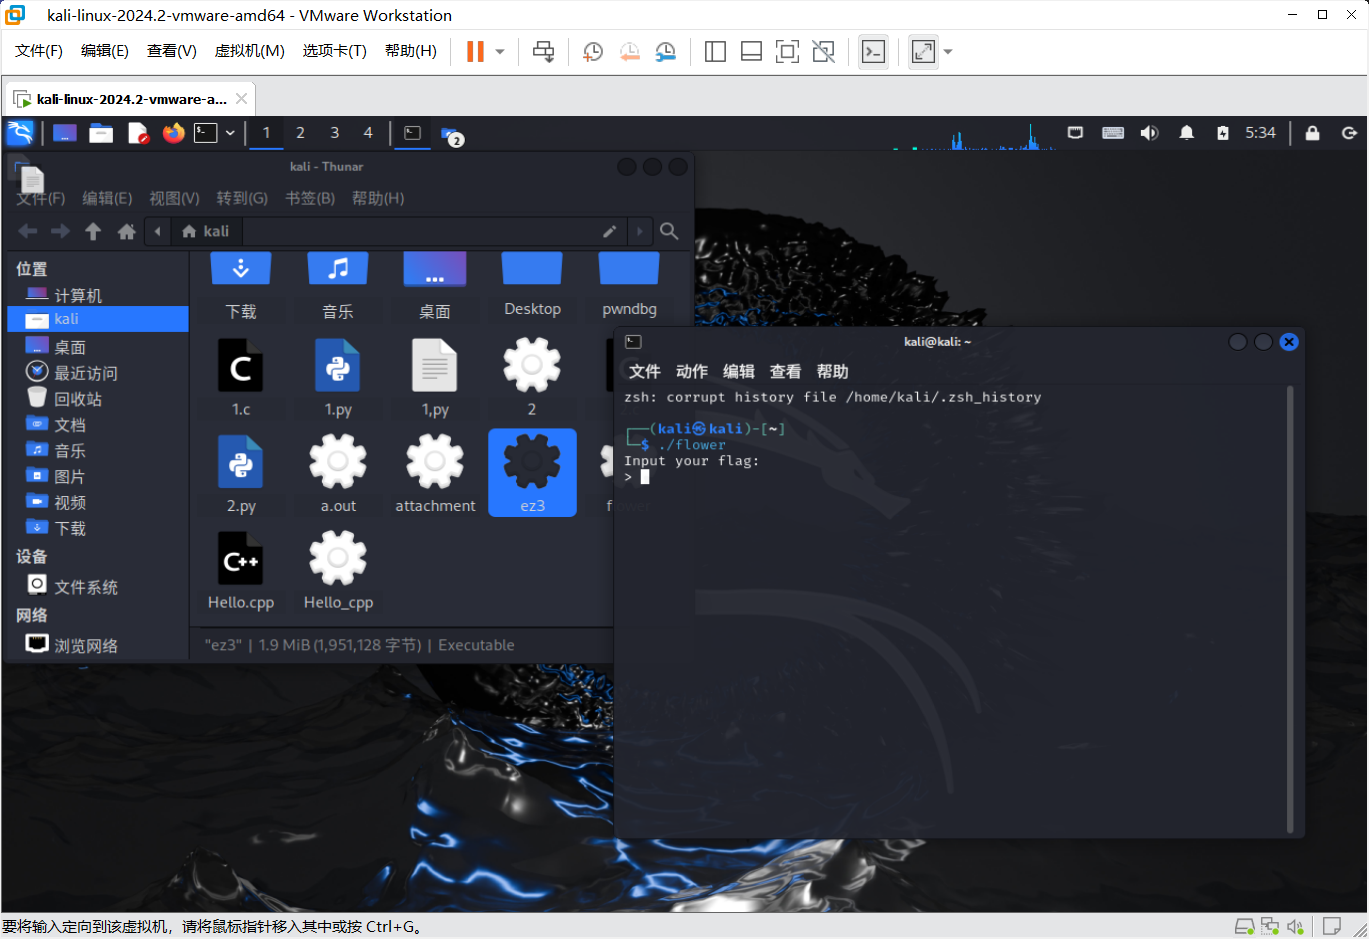 kali-linux-2024.2-vmware-amd64 - VMware Workstation
文件(F) 编辑(E) 查看(V) 虚拟机(M) 选项卡(T) 帮助(H)
kali-linux-2024.2-vmware-a...
1 2 3 4 2 5:34
kali - Thunar
文件(F) 编辑(E) 视图(V) 转到(G) 书签(B) 帮助(H)
kali
位置
计算机
kali
桌面
最近访问
回收站
文档
音乐
图片
视频
下载
设备
文件系统
网络
浏览网络
下载 音乐 桌面 Desktop pwndbg
1.c 1.py 1,py 2
2.py a.out attachment ez3
Hello.cpp Hello_cpp
"ez3" | 1.9 MiB (1,951,128 字节) | Executable
kali@kali: ~
文件 动作 编辑 查看 帮助
zsh: corrupt history file /home/kali/.zsh_history
┌──(kali㉿kali)-[~]
└─$ ./flower
Input your flag:
>
要将输入定向到该虚拟机，请将鼠标指针移入其中或按 Ctrl+G。